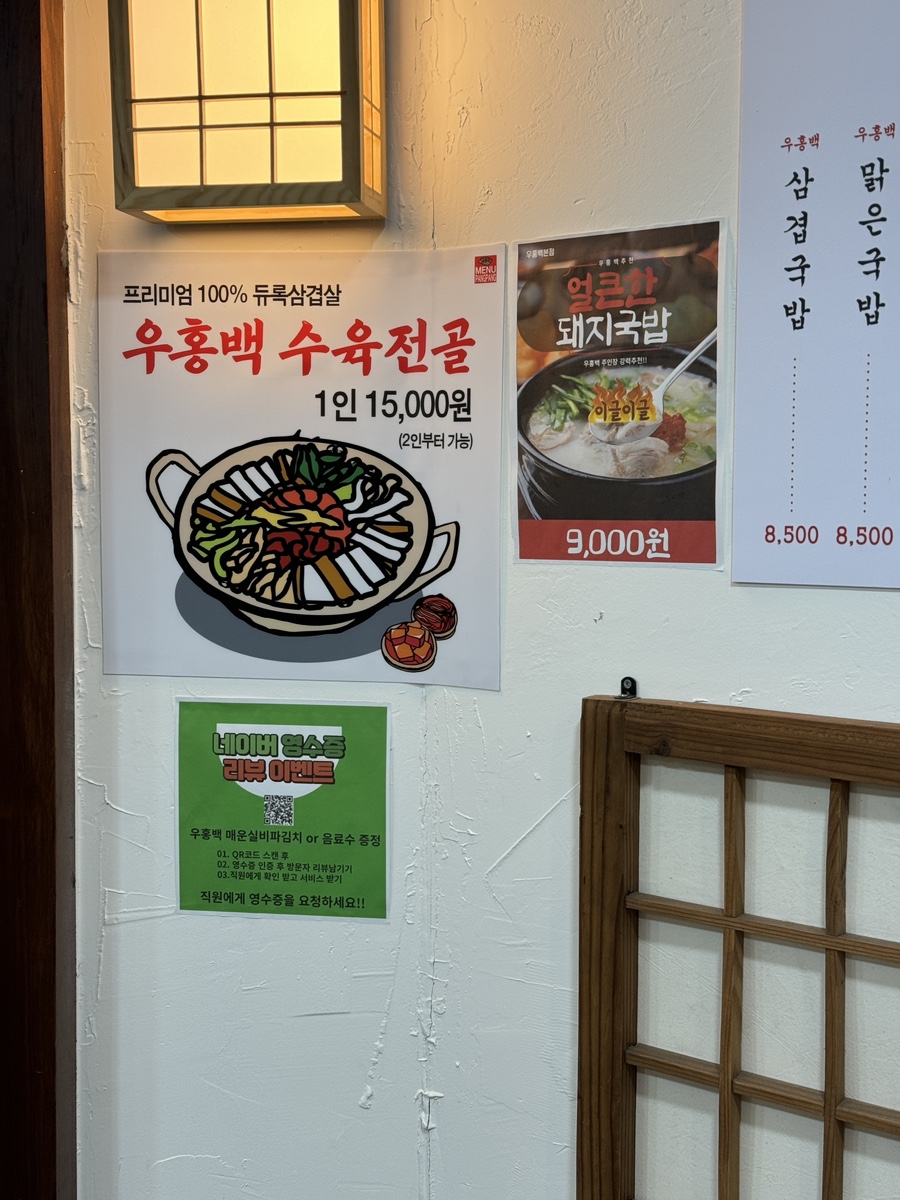 MENU
PANGPANG
프리미엄 100% 듀록삼겹살
우홍백 수육전골
1인 15,000원
(2인부터 가능)
우홍백본점
우홍백추천
얼큰한
돼지국밥
우홍백 주인장 강력추천!!
이글이글
9,000원
우홍백
삼겹국밥
8,500
우홍백
맑은국밥
8,500
네이버 영수증
리뷰 이벤트
우홍백 매운실비파김치 or 음료수 증정
01. QR코드 스캔 후
02. 영수증 인증 후 방문자 리뷰남기기
03.직원에게 확인 받고 서비스 받기
직원에게 영수증을 요청하세요!!